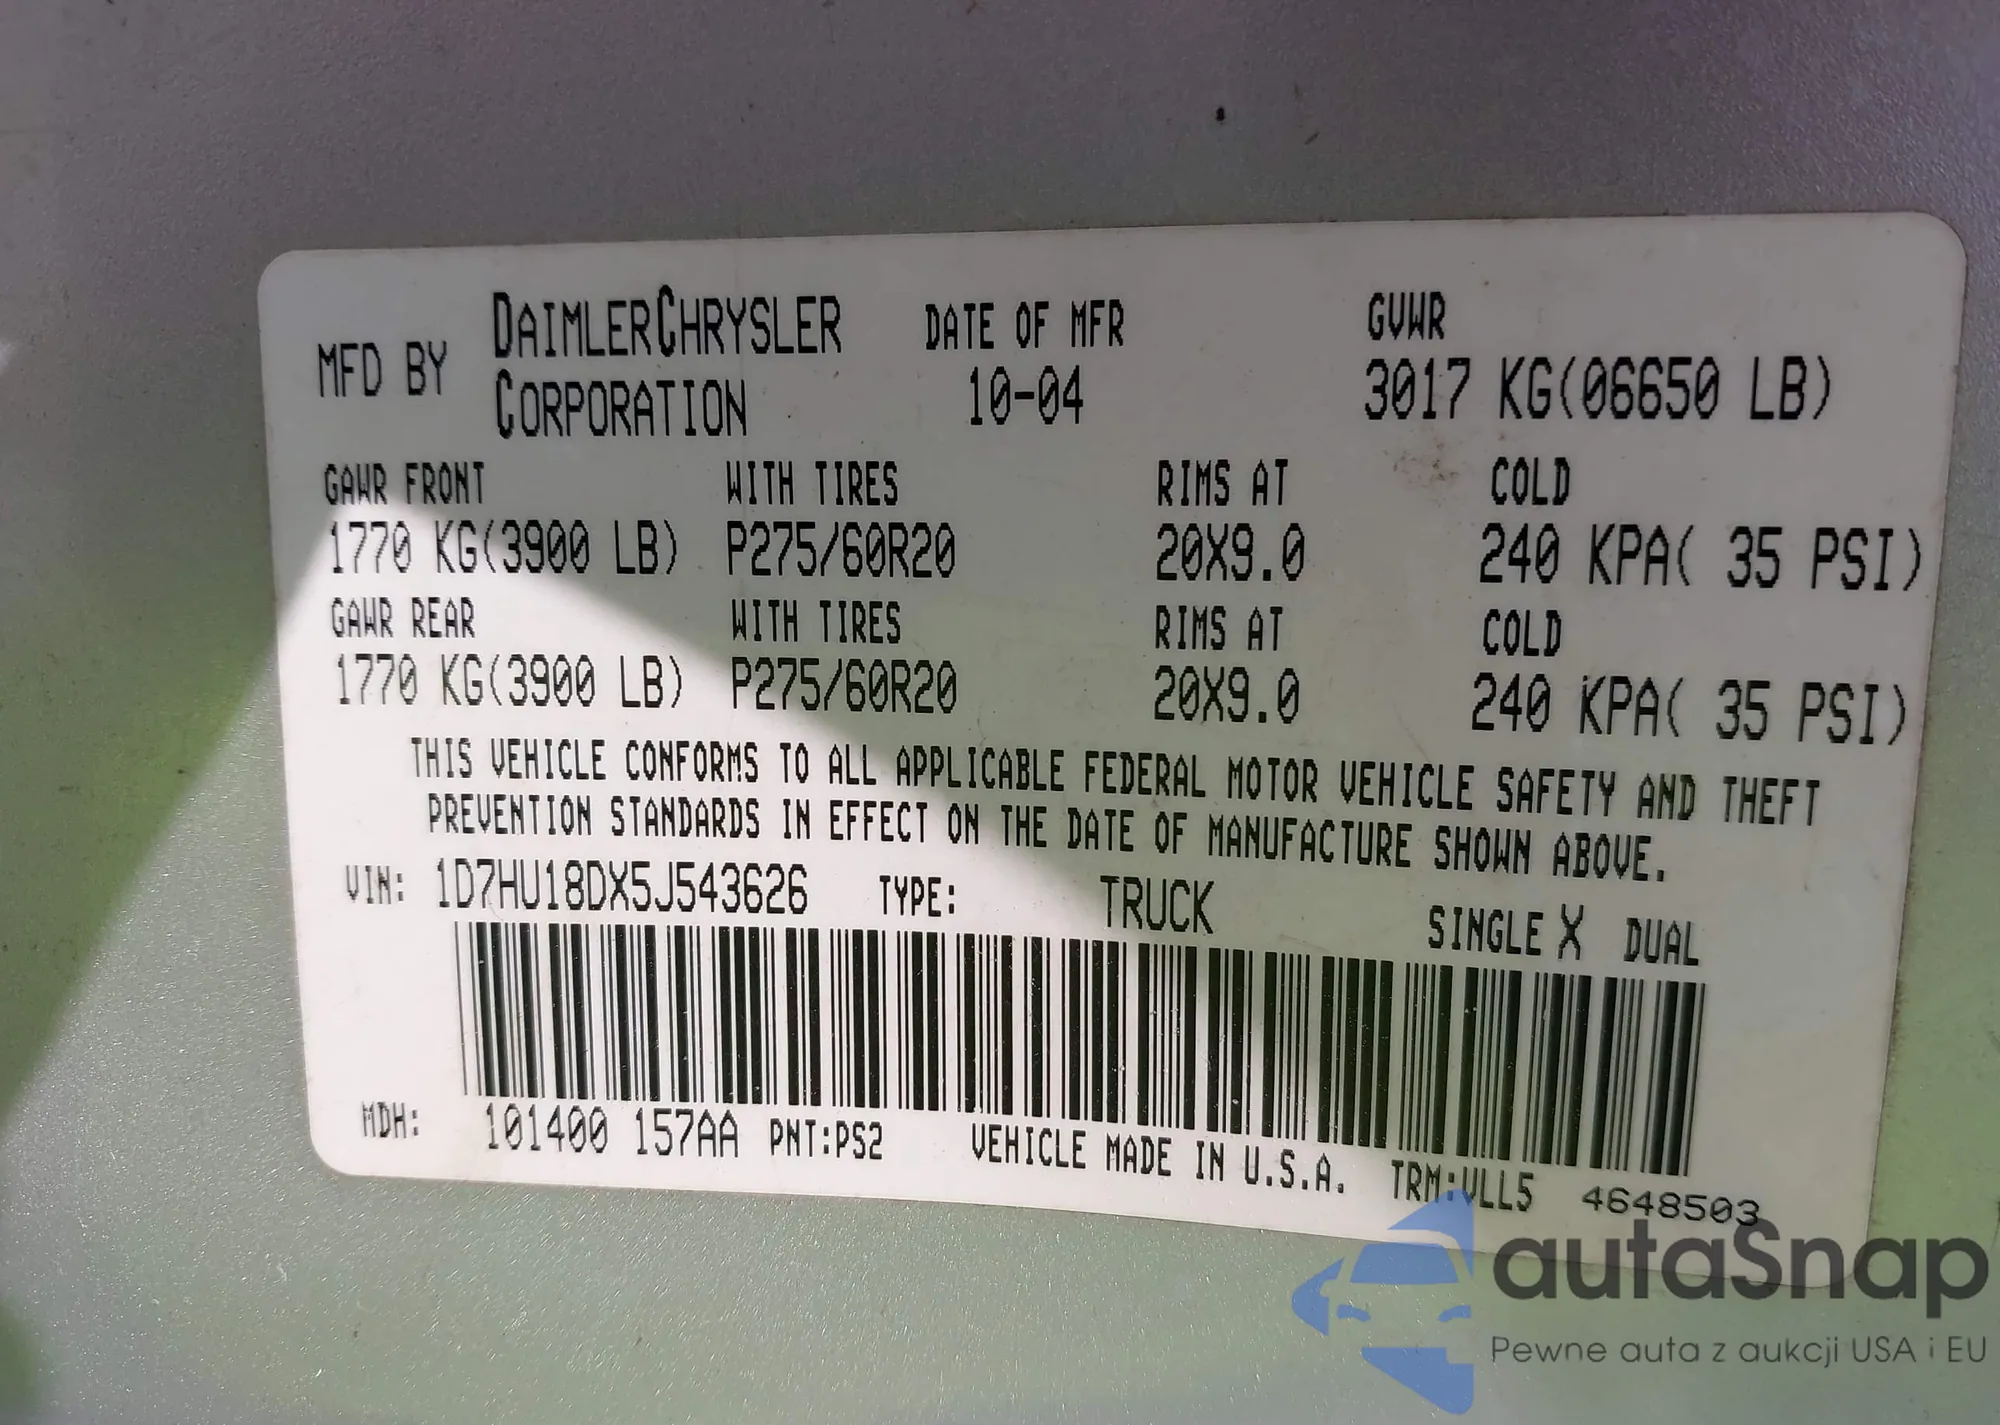 MFD BY DAIMLERCHRYSLER CORPORATION DATE OF MFR 10-04 GVWR 3017 KG(06650 LB)
GAWR FRONT WITH TIRES RIMS AT COLD
1770 KG(3900 LB) P275/60R20 20X9.0 240 KPA( 35 PSI)
GAWR REAR WITH TIRES RIMS AT COLD
1770 KG(3900 LB) P275/60R20 20X9.0 240 KPA( 35 PSI)
THIS VEHICLE CONFORMS TO ALL APPLICABLE FEDERAL MOTOR VEHICLE SAFETY AND THEFT
PREVENTION STANDARDS IN EFFECT ON THE DATE OF MANUFACTURE SHOWN ABOVE.
VIN: 1D7HU18DX5J543626 TYPE: TRUCK SINGLE X DUAL
MDH: 101400 157AA PNT:PS2 VEHICLE MADE IN U.S.A. TRM:VLL5 4648503
autaSnap
Pewne auta z aukcji USA i EU